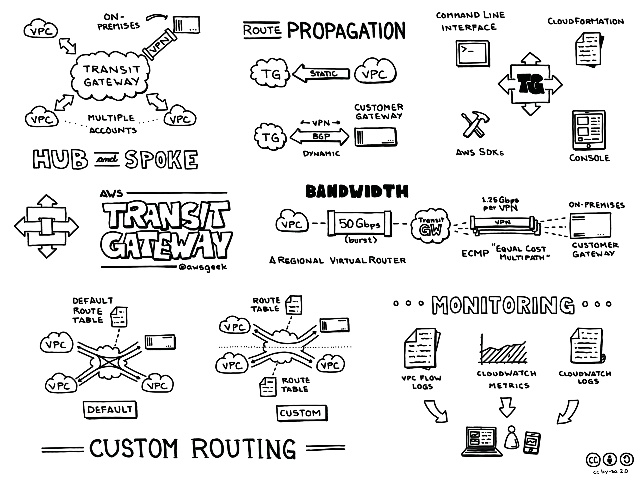 VPC
ON-
PREMISES
VPN
TRANSIT
GATEWAY
VPC
MULTIPLE
ACCOUNTS
VPC
HUB and SPOKE
ROUTE PROPAGATION
TG
STATIC
VPC
TG
← VPN →
BGP
DYNAMIC
CUSTOMER
GATEWAY
COMMAND LINE
INTERFACE
CLOUDFORMATION
TG
AWS SDKs
CONSOLE
AWS
TRANSIT
GATEWAY
@awsgeek
BANDWIDTH
VPC
50 Gbps
(burst)
Transit
GW
1.25 Gbps
per VPN
VPN
ON-PREMISES
CUSTOMER
GATEWAY
A REGIONAL VIRTUAL ROUTER
ECMP "EQUAL COST
MULTIPATH"
DEFAULT
ROUTE
TABLE
VPC
VPC
VPC
DEFAULT
ROUTE
TABLE
VPC
VPC
VPC
ROUTE
TABLE
CUSTOM
CUSTOM ROUTING
MONITORING
VPC FLOW
LOGS
CLOUDWATCH
METRICS
CLOUDWATCH
LOGS
cc by-nd 2.0